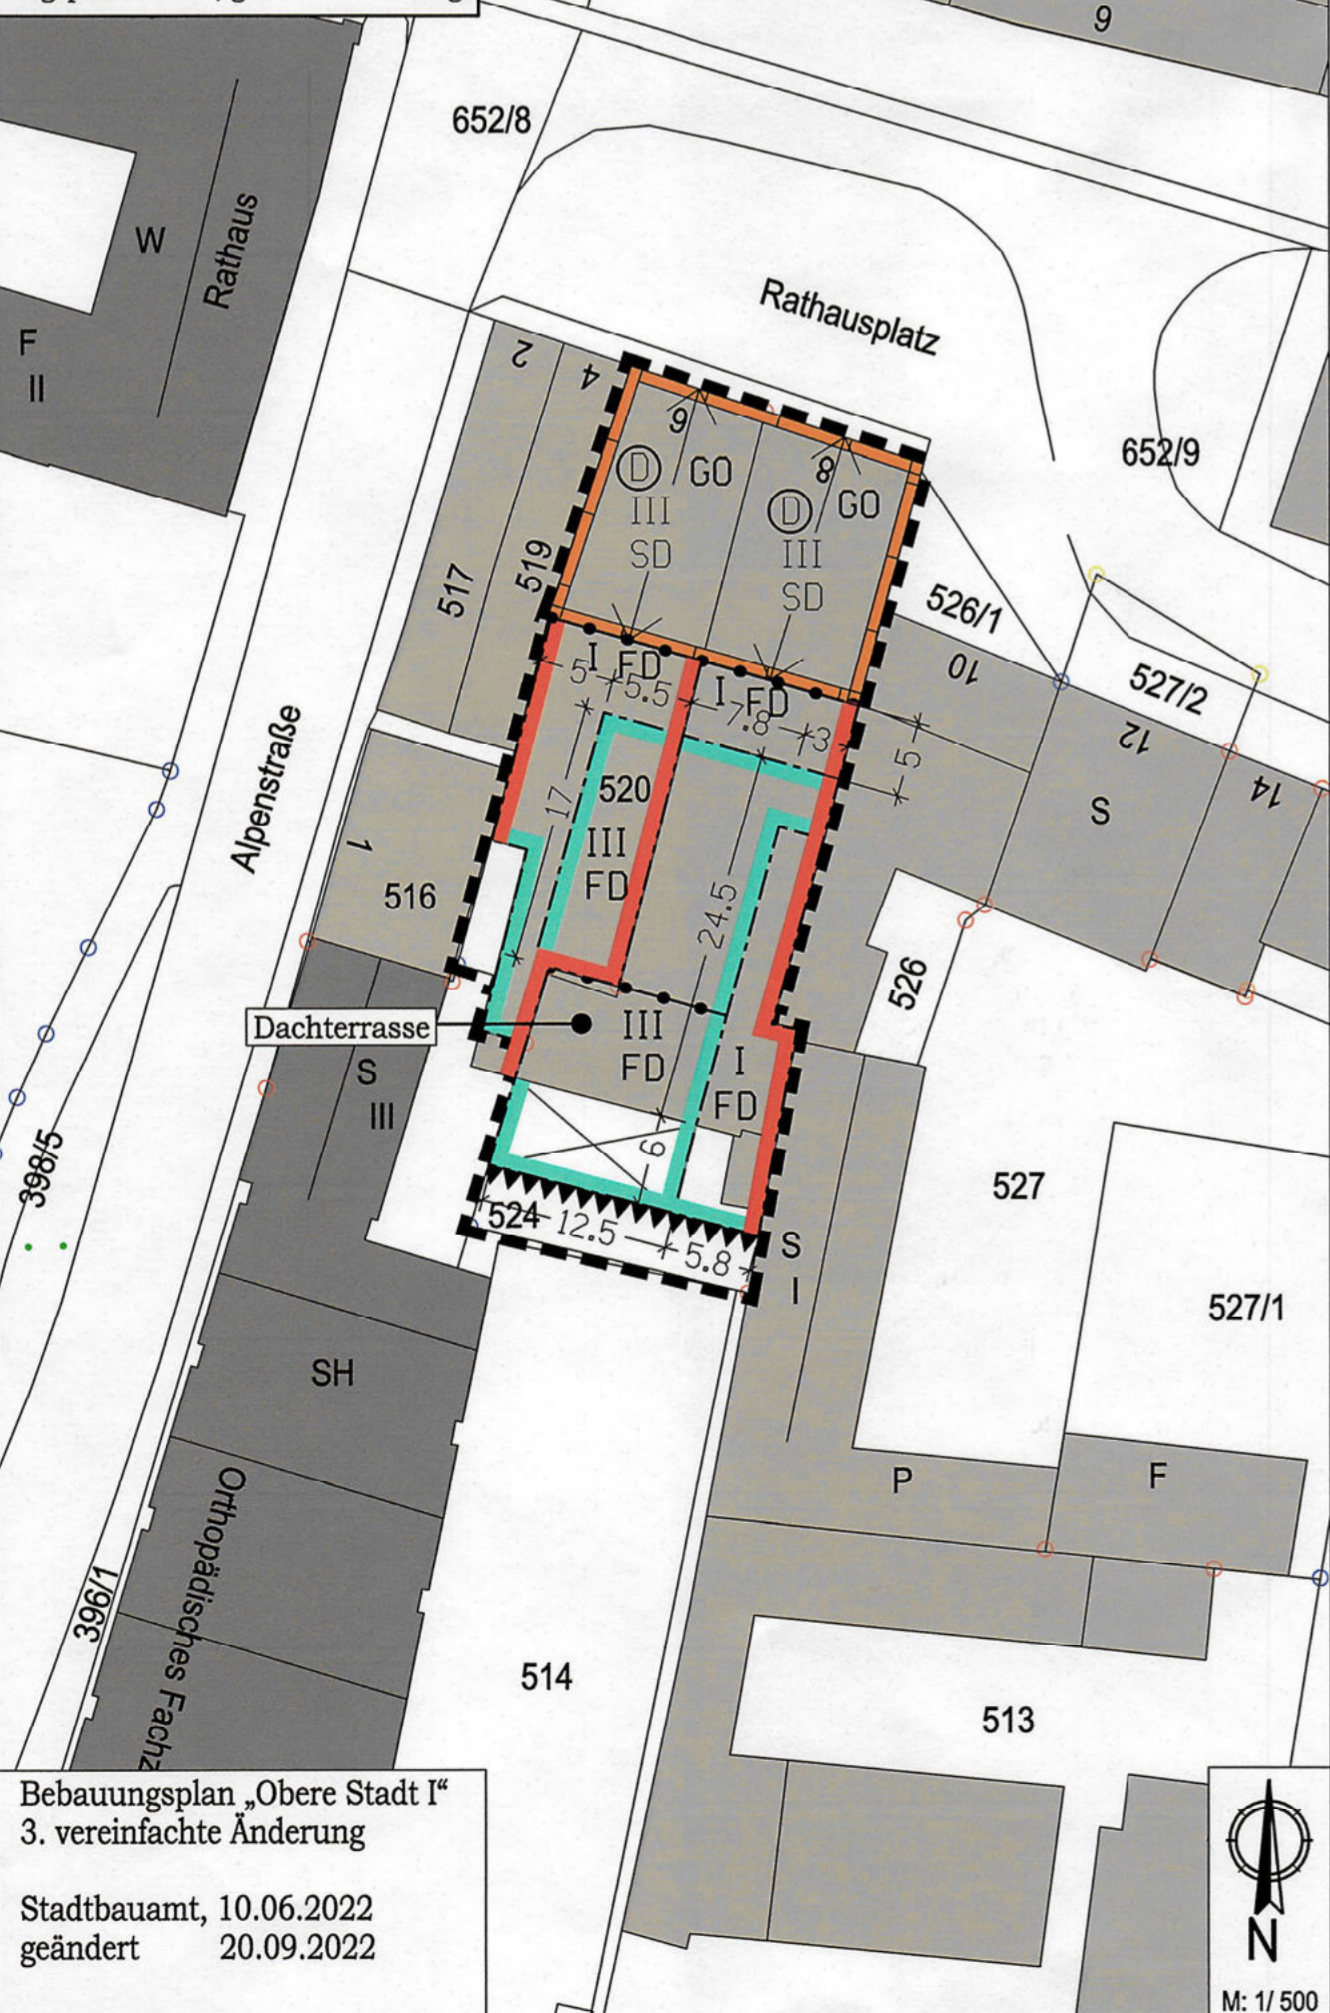 652/8
9
W
Rathaus
F
II
Rathausplatz
2
4
6
D
GO
8
D
GO
III
SD
III
SD
652/9
517
519
526/1
10
527/2
12
14
I FD
5
5.5
I FD
7.8
3
5
S
Alpenstraße
1
516
17
520
III
FD
24.5
526
Dachterrasse
III
FD
I
FD
S
III
398/5
6
527
524
12.5
5.8
S
I
527/1
SH
P
F
Orthopädisches Fachz
396/1
514
513
Bebauungsplan „Obere Stadt I“
3. vereinfachte Änderung
Stadtbauamt, 10.06.2022
geändert 20.09.2022
N
M: 1/ 500